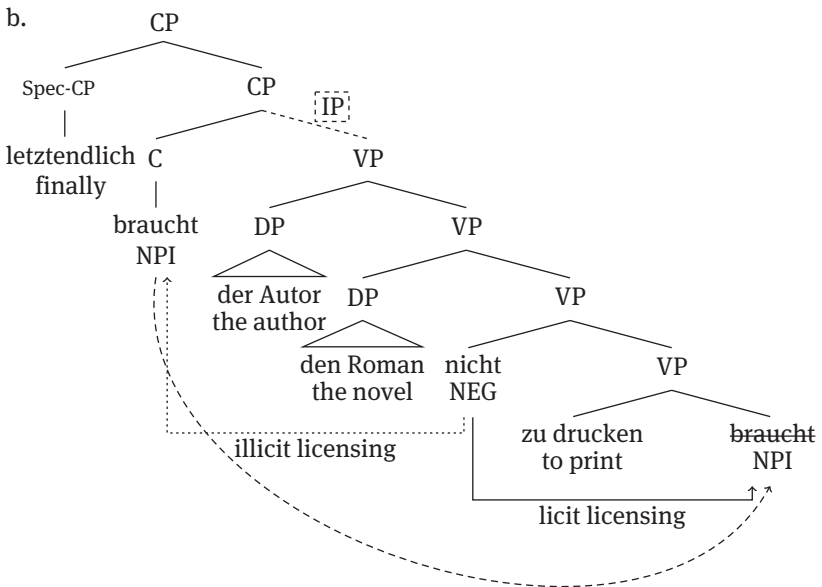 b.
CP
Spec-CP CP
IP
letztendlich C VP
finally
braucht DP VP
NPI
der Autor DP VP
the author
den Roman nicht VP
the novel NEG
illicit licensing zu drucken braucht
to print NPI
licit licensing